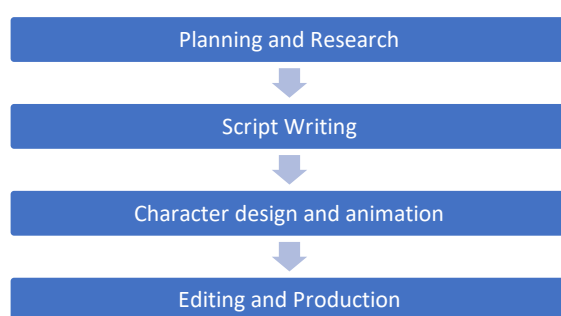 Planning and Research
Script Writing
Character design and animation
Editing and Production